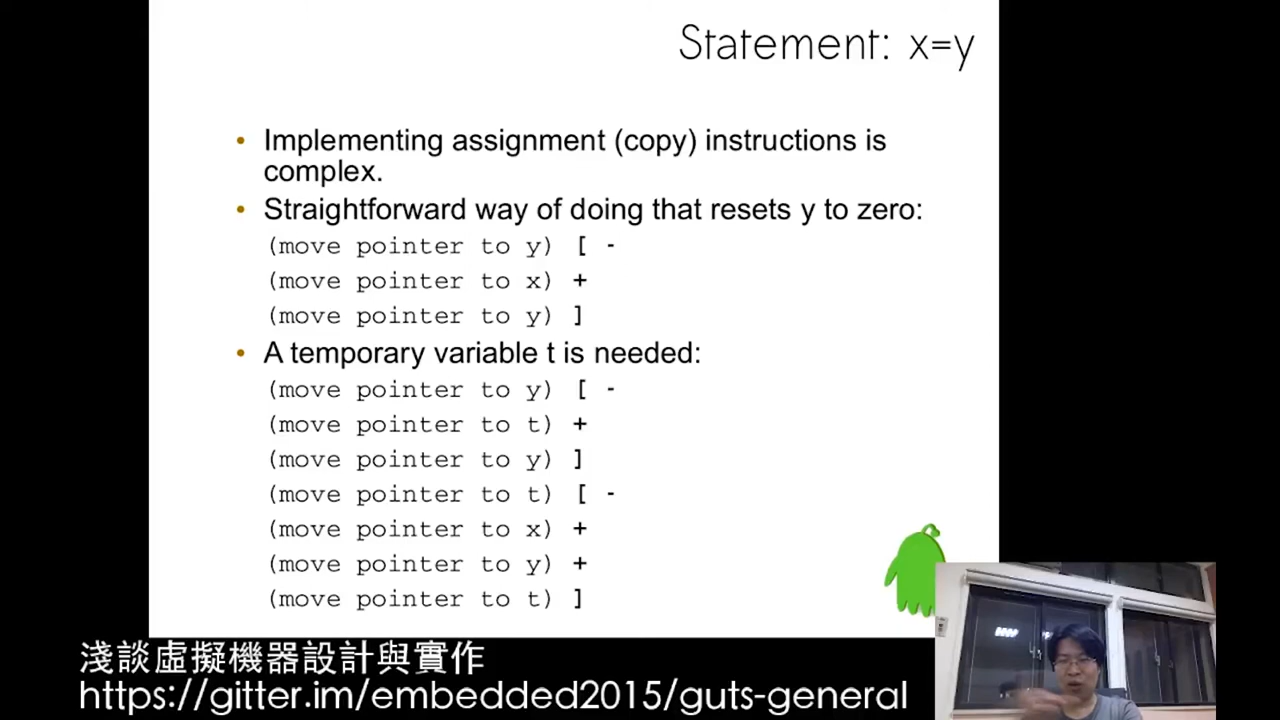 Statement: x=y
• Implementing assignment (copy) instructions is
complex.
• Straightforward way of doing that resets y to zero:
(move pointer to y) [ -
(move pointer to x) +
(move pointer to y) ]
• A temporary variable t is needed:
(move pointer to y) [ -
(move pointer to t) +
(move pointer to y) ]
(move pointer to t) [ -
(move pointer to x) +
(move pointer to y) +
(move pointer to t) ]
淺談虛擬機器設計與實作
https://gitter.im/embedded2015/guts-general